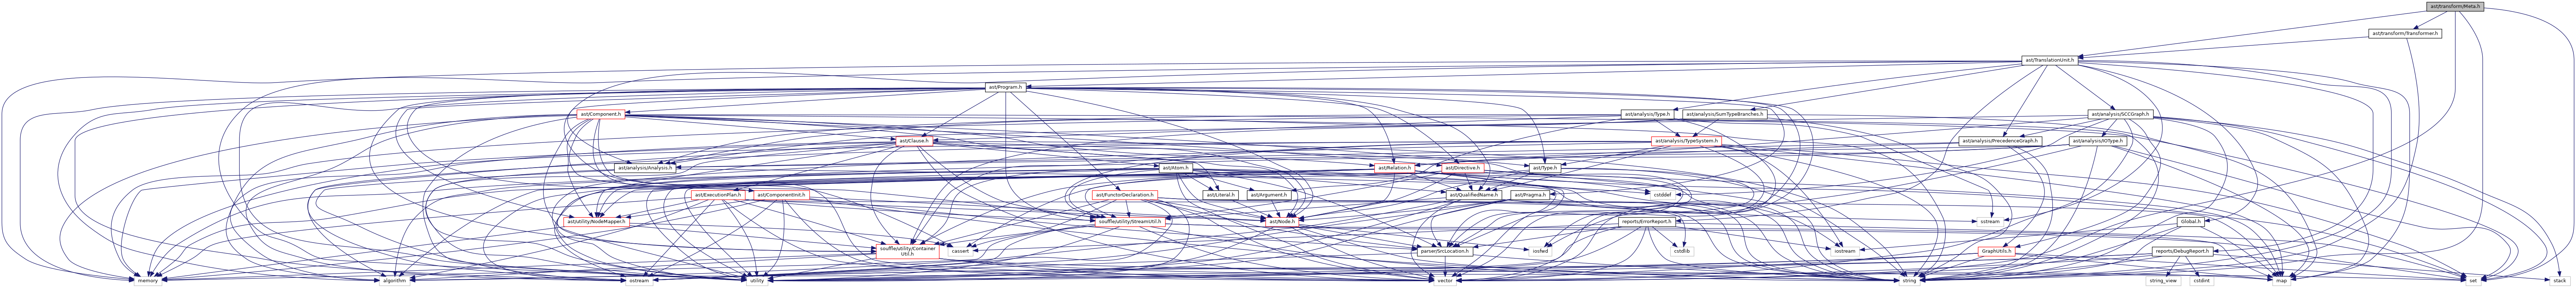 ast/transform/Meta.h
ast/transform/Transformer.h
ast/TranslationUnit.h
ast/Program.h
ast/Component.h
ast/analysis/Type.h
ast/analysis/SumTypeBranches.h
ast/analysis/SCCGraph.h
ast/Clause.h
ast/analysis/TypeSystem.h
ast/analysis/PrecedenceGraph.h
ast/analysis/IOType.h
ast/analysis/Analysis.h
ast/Atom.h
ast/Relation.h
ast/Directive.h
ast/Type.h
ast/ExecutionPlan.h
ast/ComponentInit.h
ast/FunctorDeclaration.h
ast/Literal.h
ast/Argument.h
ast/QualifiedName.h
ast/Pragma.h
cstddef
ast/utility/NodeMapper.h
souffle/utility/StreamUtil.h
ast/Node.h
reports/ErrorReport.h
sstream
Global.h
souffle/utility/Container
Util.h
cassert
parser/SrcLocation.h
iosfwd
cstdlib
iostream
GraphUtils.h
reports/DebugReport.h
memory
algorithm
ostream
utility
vector
string
string_view
cstdint
map
set
stack